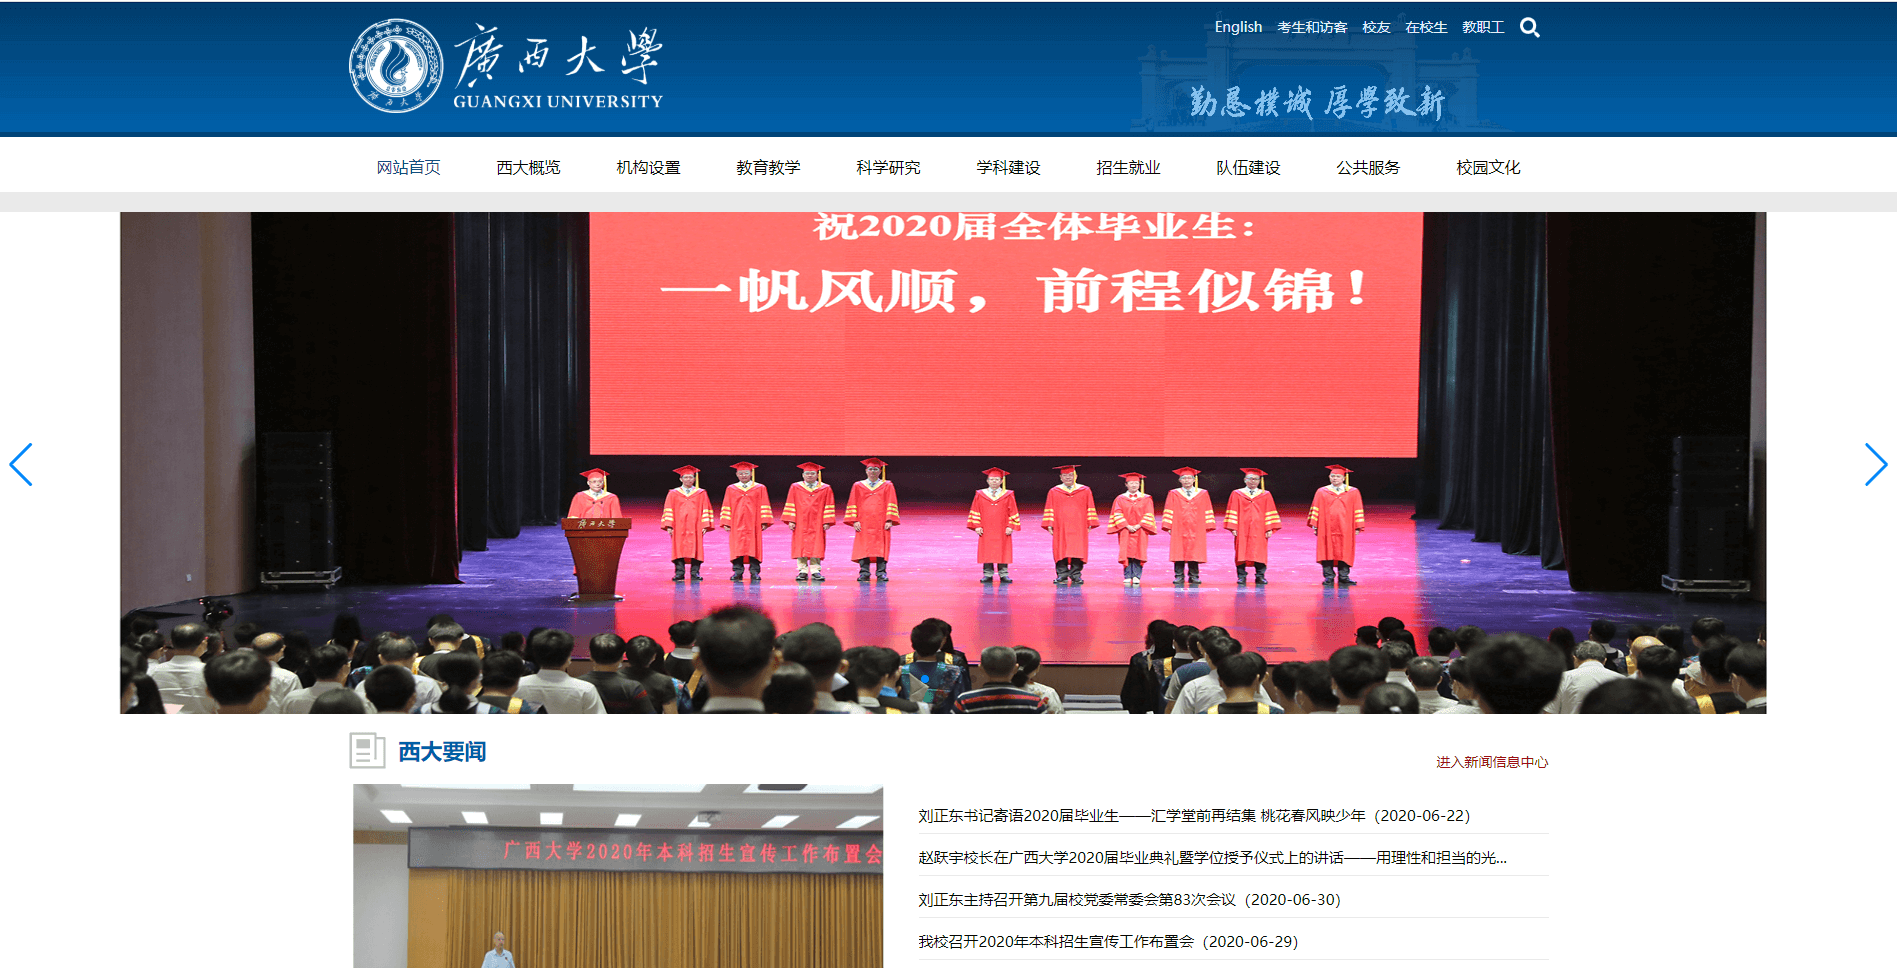 English 考生和访客 校友 在校生 教职工
廣西大學
GUANGXI UNIVERSITY
勤恳樸诚 厚學致新
网站首页 西大概览 机构设置 教育教学 科学研究 学科建设 招生就业 队伍建设 公共服务 校园文化
祝2020届全体毕业生：
一帆风顺，前程似锦！
廣西大學
西大要闻
进入新闻信息中心
广西大学2020年本科招生宣传工作布置会
刘正东书记寄语2020届毕业生——汇学堂前再结集 桃花春风映少年（2020-06-22）
赵跃宇校长在广西大学2020届毕业典礼暨学位授予仪式上的讲话——用理性和担当的光...
刘正东主持召开第九届校党委常委会第83次会议（2020-06-30）
我校召开2020年本科招生宣传工作布置会（2020-06-29）